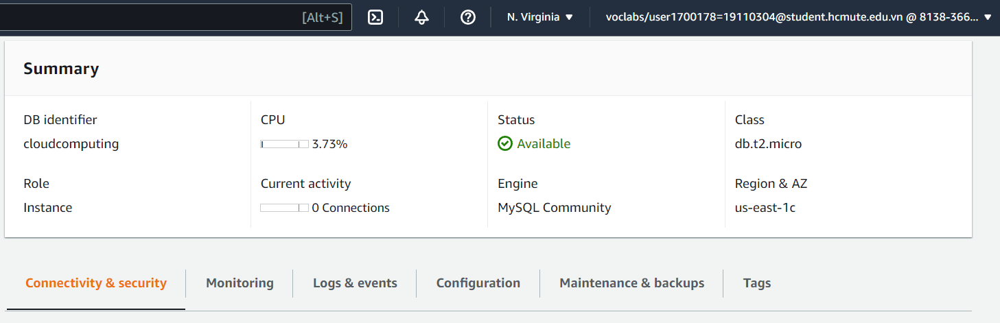 [Alt+S] N. Virginia voclabs/user1700178=19110304@student.hcmute.edu.vn @ 8138-366...
Summary
DB identifier CPU Status Class
cloudcomputing 3.73% Available db.t2.micro
Role Current activity Engine Region & AZ
Instance 0 Connections MySQL Community us-east-1c
Connectivity & security Monitoring Logs & events Configuration Maintenance & backups Tags